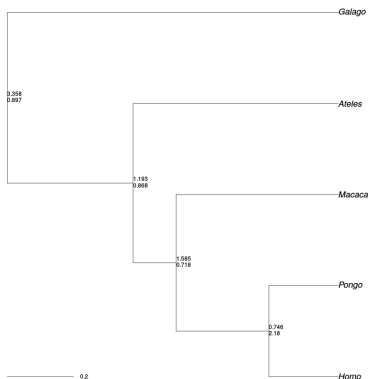 Galago
3.358
0.897
Ateles
1.193
0.868
Macaca
1.585
0.718
Pongo
0.746
2.18
0.2
Homo